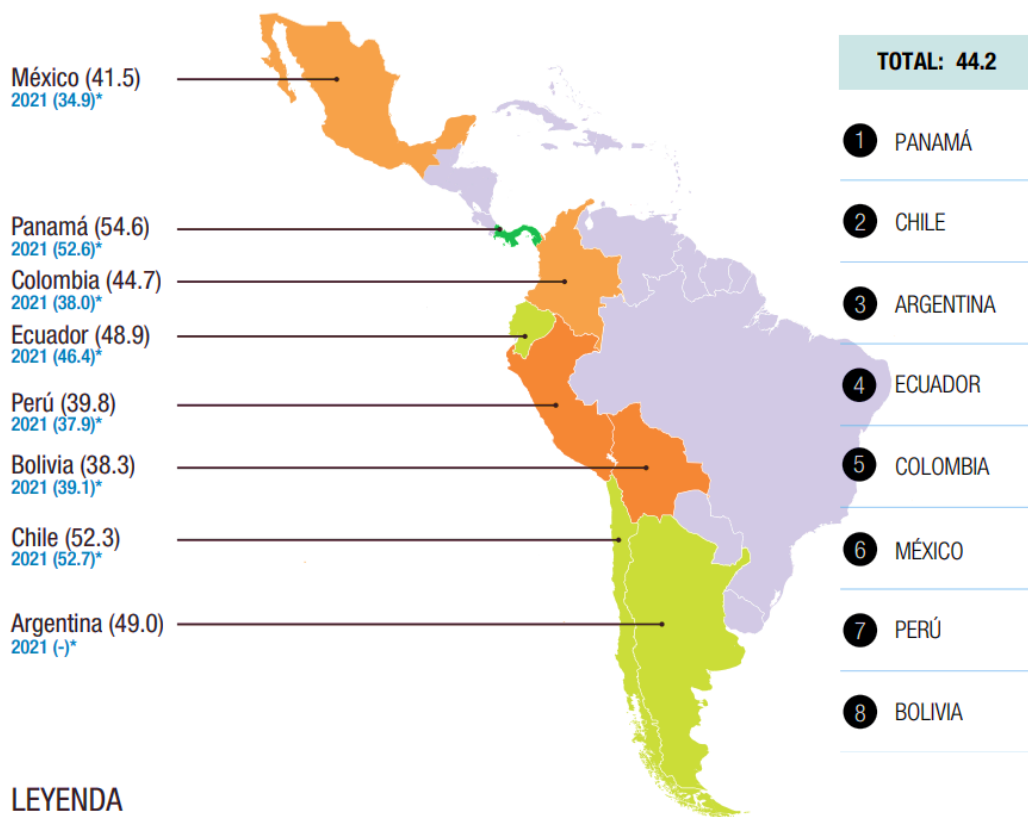 México (41.5)
2021 (34.9)*
Panamá (54.6)
2021 (52.6)*
Colombia (44.7)
2021 (38.0)*
Ecuador (48.9)
2021 (46.4)*
Perú (39.8)
2021 (37.9)*
Bolivia (38.3)
2021 (39.1)*
Chile (52.3)
2021 (52.7)*
Argentina (49.0)
2021 (-)*
LEYENDA
TOTAL: 44.2
1 PANAMÁ
2 CHILE
3 ARGENTINA
4 ECUADOR
5 COLOMBIA
6 MÉXICO
7 PERÚ
8 BOLIVIA